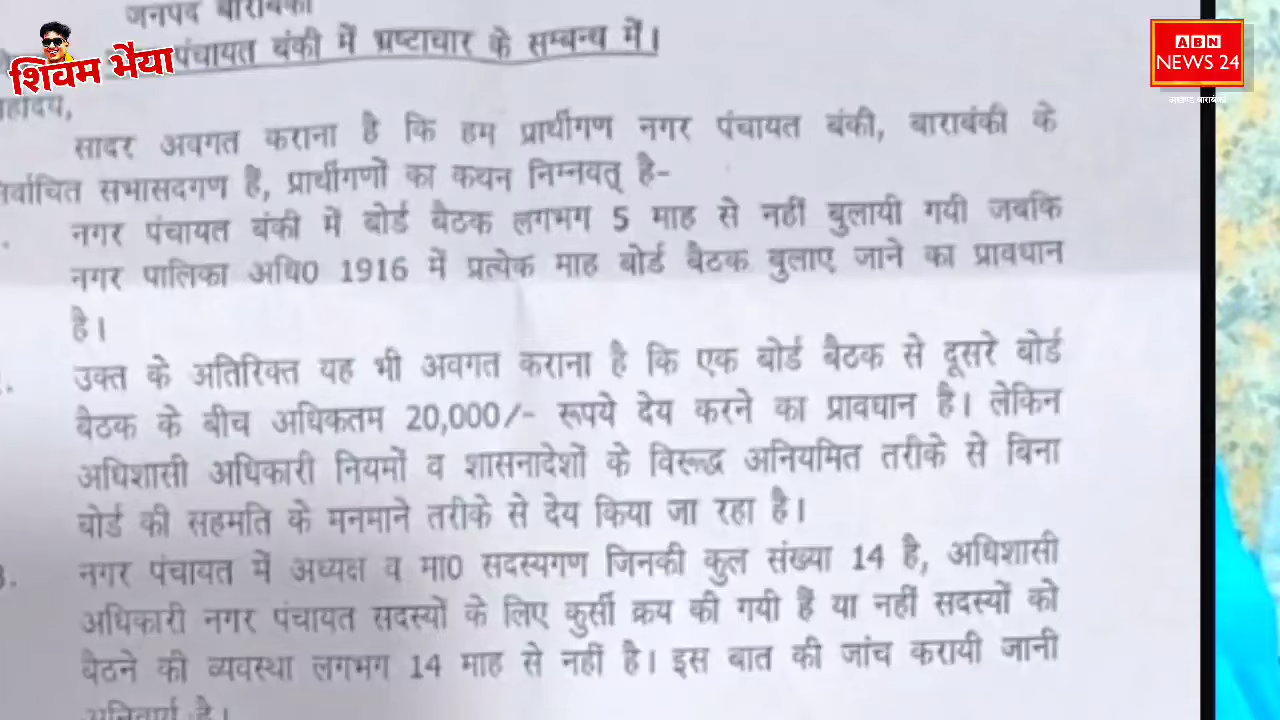 जनपद बाराबंकी
पंचायत बंकी में भ्रष्टाचार के सम्बन्ध में।
शिवम भैया
ABN
NEWS 24
सादर अवगत कराना है कि हम प्रार्थीगण नगर पंचायत बंकी, बाराबंकी के
सभासदगण है, प्रार्थीगणों का कथन निम्नवत् है-
नगर पंचायत बंकी में बोर्ड बैठक लगभग 5 माह से नहीं बुलायी गयी जबकि
नगर पालिका अधि0 1916 में प्रत्येक माह बोर्ड बैठक बुलाए जाने का प्रावधान
है।
उक्त के अतिरिक्त यह भी अवगत कराना है कि एक बोर्ड बैठक से दूसरे बोर्ड
बैठक के बीच अधिकतम 20,000/- रूपये देय करने का प्रावधान है। लेकिन
अधिशासी अधिकारी नियमों व शासनादेशों के विरूद्ध अनियमित तरीके से बिना
बोर्ड की सहमति के मनमाने तरीके से देय किया जा रहा है।
3. नगर पंचायत में अध्यक्ष व मा0 सदस्यगण जिनकी कुल संख्या 14 है, अधिशासी
अधिकारी नगर पंचायत सदस्यों के लिए कुर्सी क्रय की गयी है या नहीं सदस्यों को
बैठने की व्यवस्था लगभग 14 माह से नहीं है। इस बात की जांच करायी जानी
अनिवार्य है।